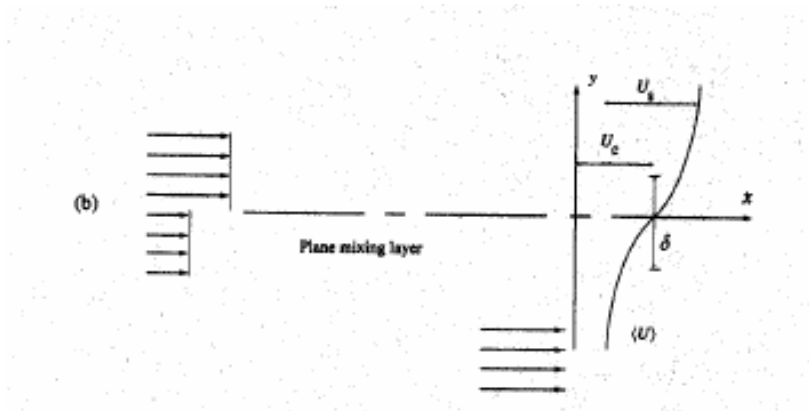 y
U_s
U_c
(b)
x
Plane mixing layer
δ
⟨U⟩